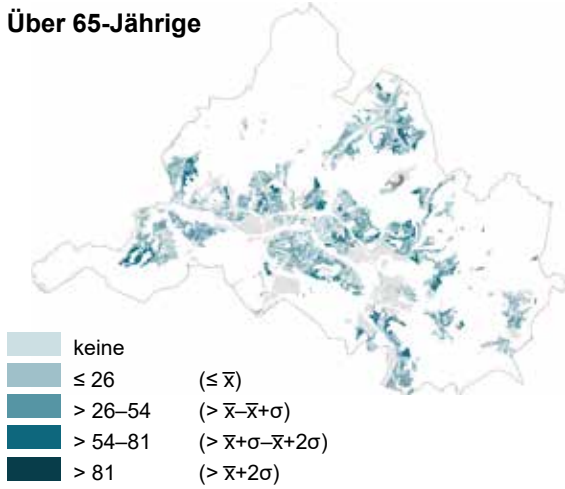 Über 65-Jährige
keine
≤ 26 (≤ x̅)
> 26–54 (> x̅–x̅+σ)
> 54–81 (> x̅+σ–x̅+2σ)
> 81 (> x̅+2σ)